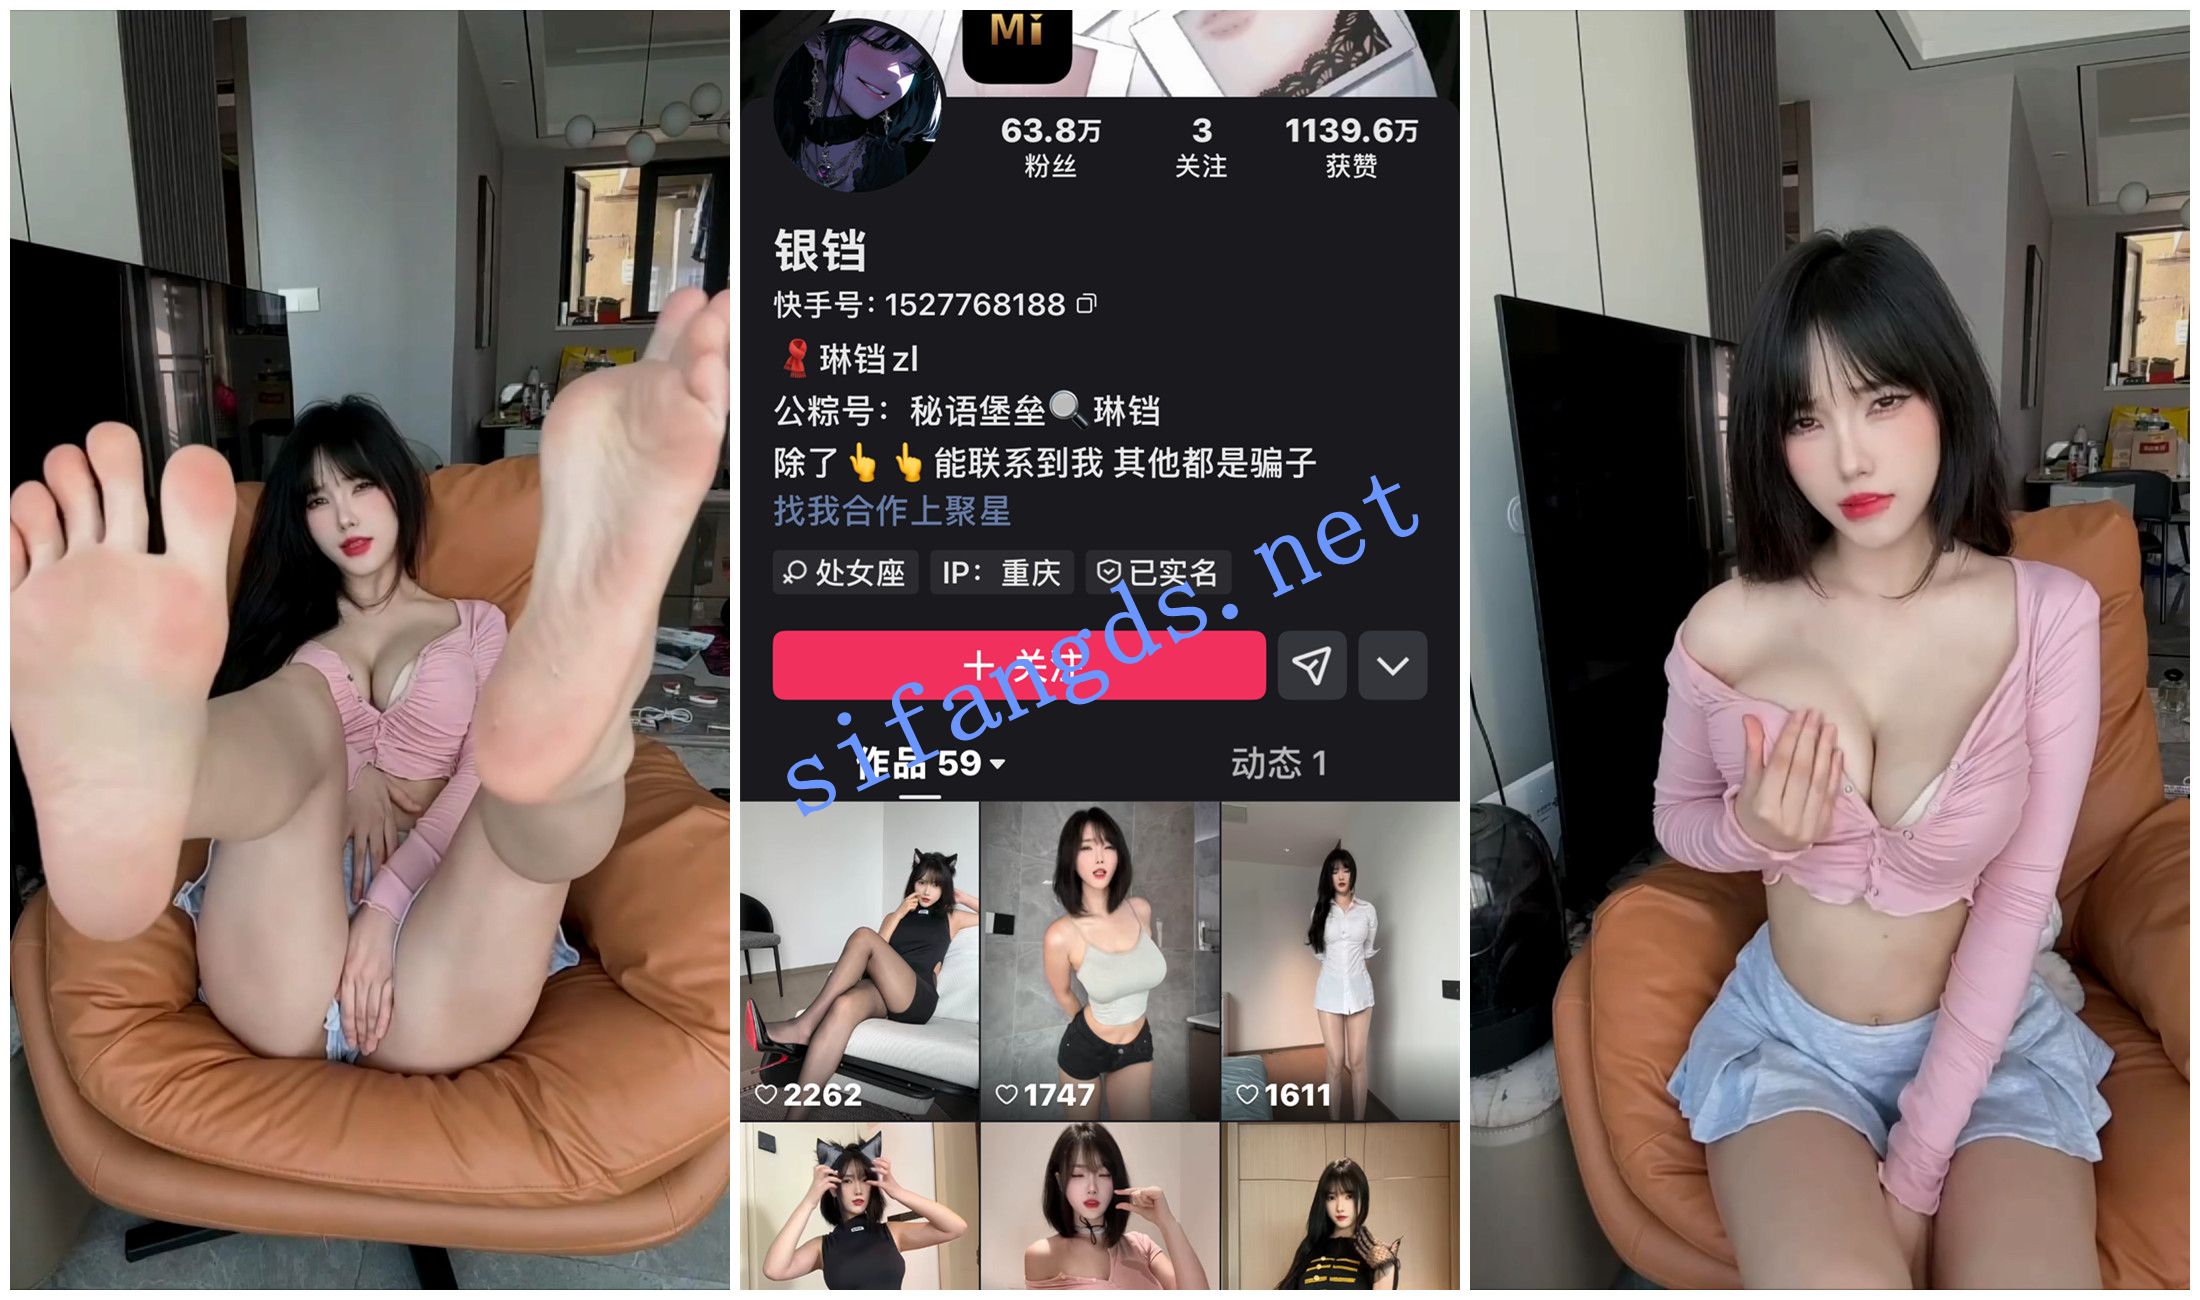 Mi
63.8万
3
1139.6万
粉丝
关注
获赞
银铛
快手号: 1527768188
琳铛zl
公粽号：秘语堡垒🔍琳铛
除了👆👆能联系到我 其他都是骗子
找我合作上聚星
处女座
IP：重庆
已实名
+ 关注
作品 59
动态 1
sifangds.net
2262
1747
1611